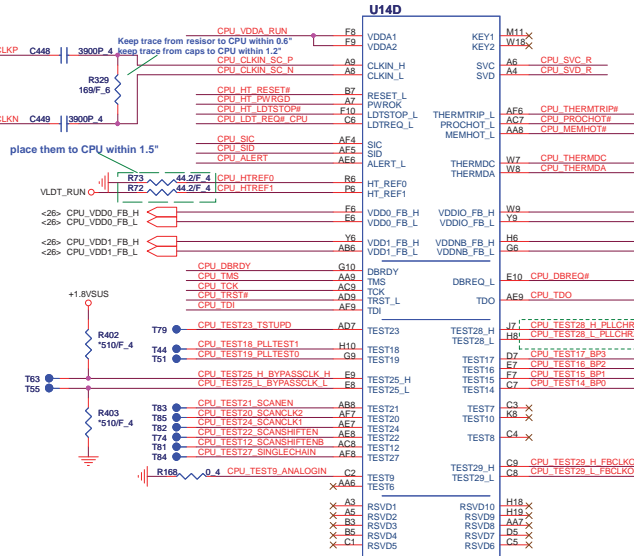 U14D
Keep trace from resisor to CPU within 0.6"
keep trace from caps to CPU within 1.2"
CPU_VDDA_RUN F8 VDDA1 KEY1 M11
F9 VDDA2 KEY2 W18
CLKP C448 3900P_4
CPU_CLKIN_SC_P A9 CLKIN_H SVC A6 CPU_SVC_R
CPU_CLKIN_SC_N A8 CLKIN_L SVD A4 CPU_SVD_R
R329
169/F_6
CPU_HT_RESET# B7 RESET_L
CPU_HT_PWRGD A7 PWROK
CPU_HT_LDTSTOP# F10 LDTSTOP_L THERMTRIP_L AF6 CPU_THERMTRIP#
CLKN C449 3900P_4 CPU_LDT_REQ#_CPU C6 LDTREQ_L PROCHOT_L AC7 CPU_PROCHOT#
MEMHOT_L AA8 CPU_MEMHOT#
CPU_SIC AF4 SIC
CPU_SID AF5 SID
CPU_ALERT AE6 ALERT_L THERMDC W7 CPU_THERMDC
THERMDA W8 CPU_THERMDA
place them to CPU within 1.5"
R73 44.2/F_4 CPU_HTREF0 R6 HT_REF0
VLDT_RUN R72 44.2/F_4 CPU_HTREF1 P6 HT_REF1
<26> CPU_VDD0_FB_H F6 VDD0_FB_H VDDIO_FB_H W9
<26> CPU_VDD0_FB_L E6 VDD0_FB_L VDDIO_FB_L Y9
<26> CPU_VDD1_FB_H Y6 VDD1_FB_H VDDNB_FB_H H6
<26> CPU_VDD1_FB_L AB6 VDD1_FB_L VDDNB_FB_L G6
CPU_DBRDY G10 DBRDY
CPU_TMS AA9 TMS DBREQ_L E10 CPU_DBREQ#
CPU_TCK AC9 TCK
CPU_TRST# AD9 TRST_L TDO AE9 CPU_TDO
CPU_TDI AF9 TDI
+1.8VSUS
T79 CPU_TEST23_TSTUPD AD7 TEST23 TEST28_H J7 CPU_TEST28_H_PLLCHR
TEST28_L H8 CPU_TEST28_L_PLLCHR
R402
*510/F_4
T44 CPU_TEST18_PLLTEST1 H10 TEST18
T51 CPU_TEST19_PLLTEST0 G9 TEST19 TEST17 D7 CPU_TEST17_BP3
TEST16 E7 CPU_TEST16_BP2
T63 CPU_TEST25_H_BYPASSCLK_H E9 TEST25_H TEST15 F7 CPU_TEST15_BP1
T55 CPU_TEST25_L_BYPASSCLK_L E8 TEST25_L TEST14 C7 CPU_TEST14_BP0
R403
*510/F_4
T83 CPU_TEST21_SCANEN AB8 TEST21 TEST7 C3
T85 CPU_TEST20_SCANCLK2 AF7 TEST20 TEST10 K8
T82 CPU_TEST24_SCANCLK1 AE7 TEST24
T74 CPU_TEST22_SCANSHIFTEN AE8 TEST22 TEST8 C4
T81 CPU_TEST12_SCANSHIFTENB AC8 TEST12
T84 CPU_TEST27_SINGLECHAIN AF8 TEST27
TEST29_H C9 CPU_TEST29_H_FBCLKO
R168 0_4 CPU_TEST9_ANALOGIN C2 TEST9 TEST29_L C8 CPU_TEST29_L_FBCLKO
AA6 TEST6
A3 RSVD1 RSVD10 H18
A5 RSVD2 RSVD9 H19
B3 RSVD3 RSVD8 AA7
B5 RSVD4 RSVD7 D5
C1 RSVD5 RSVD6 C5